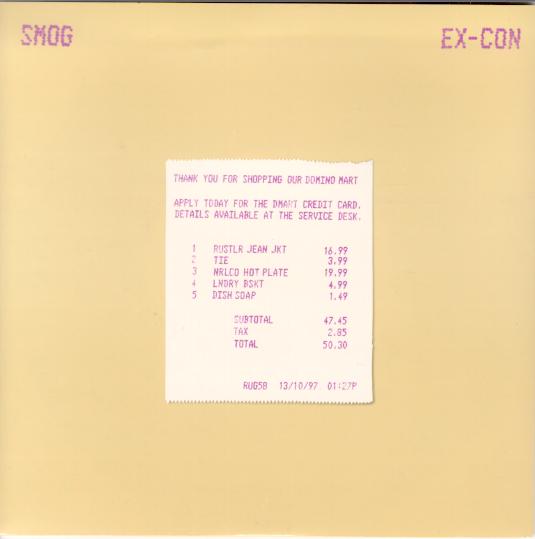 SMOG EX-CON
THANK YOU FOR SHOPPING OUR DOMINO MART
APPLY TODAY FOR THE DMART CREDIT CARD.
DETAILS AVAILABLE AT THE SERVICE DESK.
1 RUSTLR JEAN JKT 16.99
2 TIE 3.99
3 NRLCO HOT PLATE 19.99
4 LNDRY BSKT 4.99
5 DISH SOAP 1.49
SUBTOTAL 47.45
TAX 2.85
TOTAL 50.30
RUG58 13/10/97 01:27P